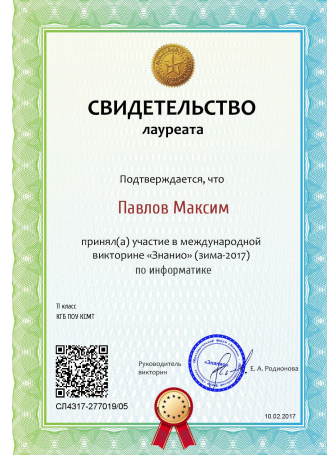 СВИДЕТЕЛЬСТВО
лауреата
Подтверждается, что
Павлов Максим
принял(а) участие в международной
викторине «Знанио» (зима-2017)
по информатике
11 класс
КГБ ПОУ КСМТ
Руководитель
викторин
«Знанио»
Е. А. Родионова
СЛ4317-277019/05
10.02.2017